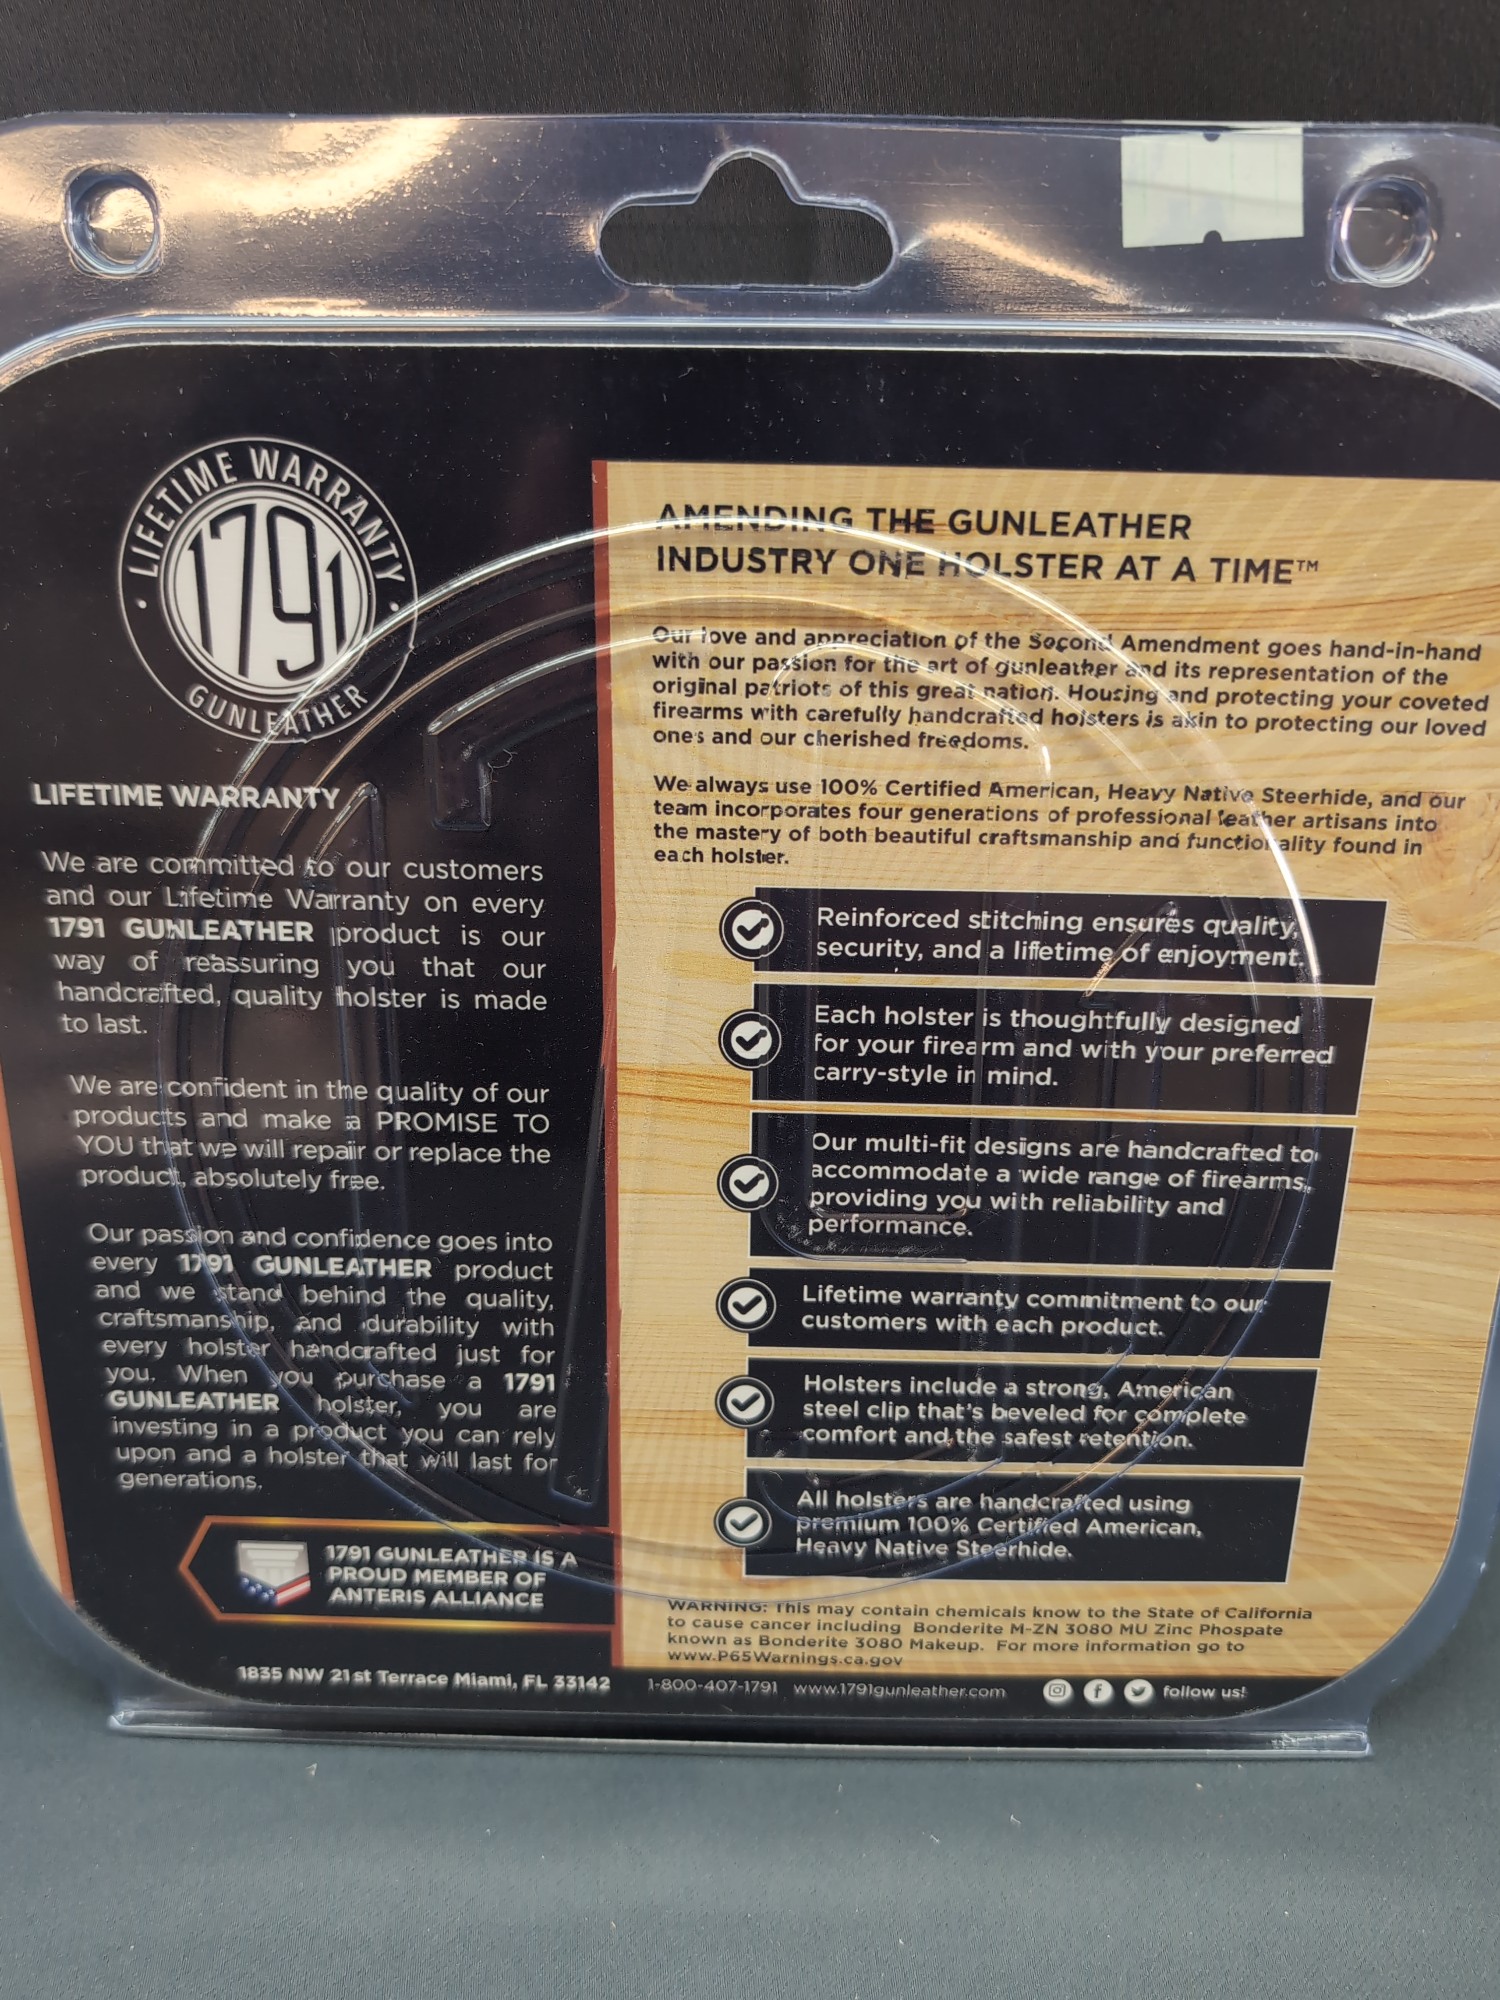 LIFETIME WARRANTY
1791
GUNLEATHER
LIFETIME WARRANTY
We are committed to our customers
and our Lifetime Warranty on every
1791 GUNLEATHER product is our
way of reassuring you that our
handcrafted, quality holster is made
to last.
We are confident in the quality of our
products and make a PROMISE TO
YOU that we will repair or replace the
product, absolutely free.
Our passion and confidence goes into
every 1791 GUNLEATHER product
and we stand behind the quality,
craftsmanship, and durability with
every holster handcrafted just for
you. When you purchase a 1791
GUNLEATHER holster, you are
investing in a product you can rely
upon and a holster that will last for
generations.
1791 GUNLEATHER IS A
PROUD MEMBER OF
ANTERIS ALLIANCE
AMENDING THE GUNLEATHER
INDUSTRY ONE HOLSTER AT A TIME™
Our love and appreciation of the Second Amendment goes hand-in-hand
with our passion for the art of gunleather and its representation of the
original patriots of this great nation. Housing and protecting your coveted
firearms with carefully handcrafted holsters is akin to protecting our loved
ones and our cherished freedoms.
We always use 100% Certified American, Heavy Native Steerhide, and our
team incorporates four generations of professional leather artisans into
the mastery of both beautiful craftsmanship and functionality found in
each holster.
Reinforced stitching ensures quality,
security, and a lifetime of enjoyment.
Each holster is thoughtfully designed
for your firearm and with your preferred
carry-style in mind.
Our multi-fit designs are handcrafted to
accommodate a wide range of firearms,
providing you with reliability and
performance.
Lifetime warranty commitment to our
customers with each product.
Holsters include a strong, American
steel clip that's beveled for complete
comfort and the safest retention.
All holsters are handcrafted using
premium 100% Certified American,
Heavy Native Steerhide.
WARNING: This may contain chemicals know to the State of California
to cause cancer including Bonderite M-ZN 3080 MU Zinc Phospate
known as Bonderite 3080 Makeup. For more information go to
www.P65Warnings.ca.gov
1835 NW 21st Terrace Miami, FL 33142 1-800-407-1791 www.1791gunleather.com follow us!